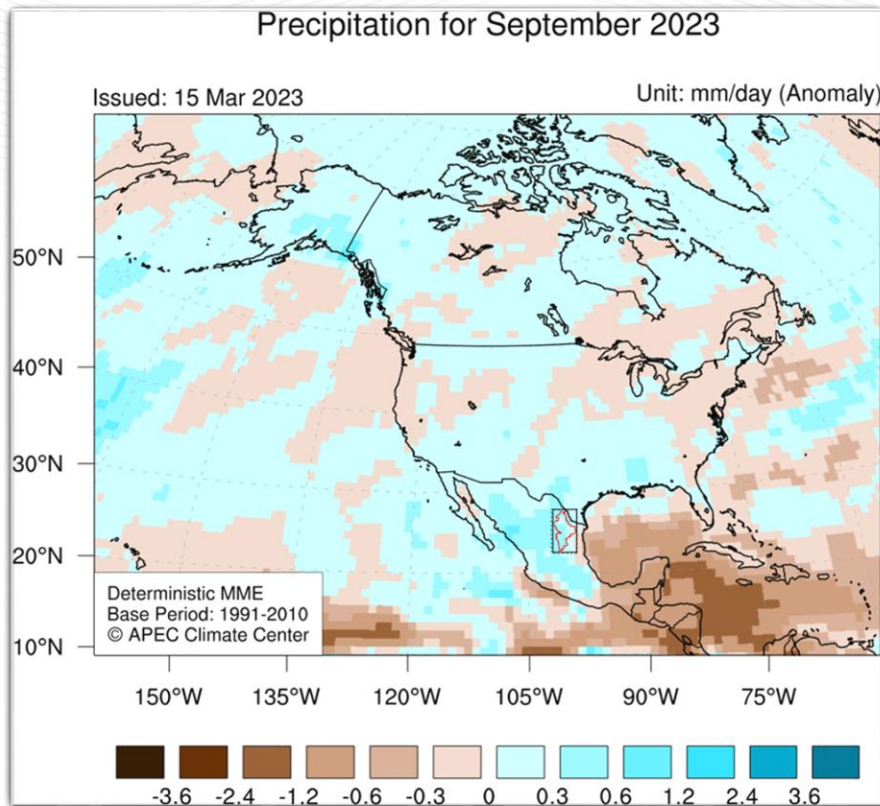 Precipitation for September 2023
Issued: 15 Mar 2023
Unit: mm/day (Anomaly)
50°N
40°N
30°N
20°N
10°N
Deterministic MME
Base Period: 1991-2010
© APEC Climate Center
150°W 135°W 120°W 105°W 90°W 75°W
-3.6 -2.4 -1.2 -0.6 -0.3 0 0.3 0.6 1.2 2.4 3.6